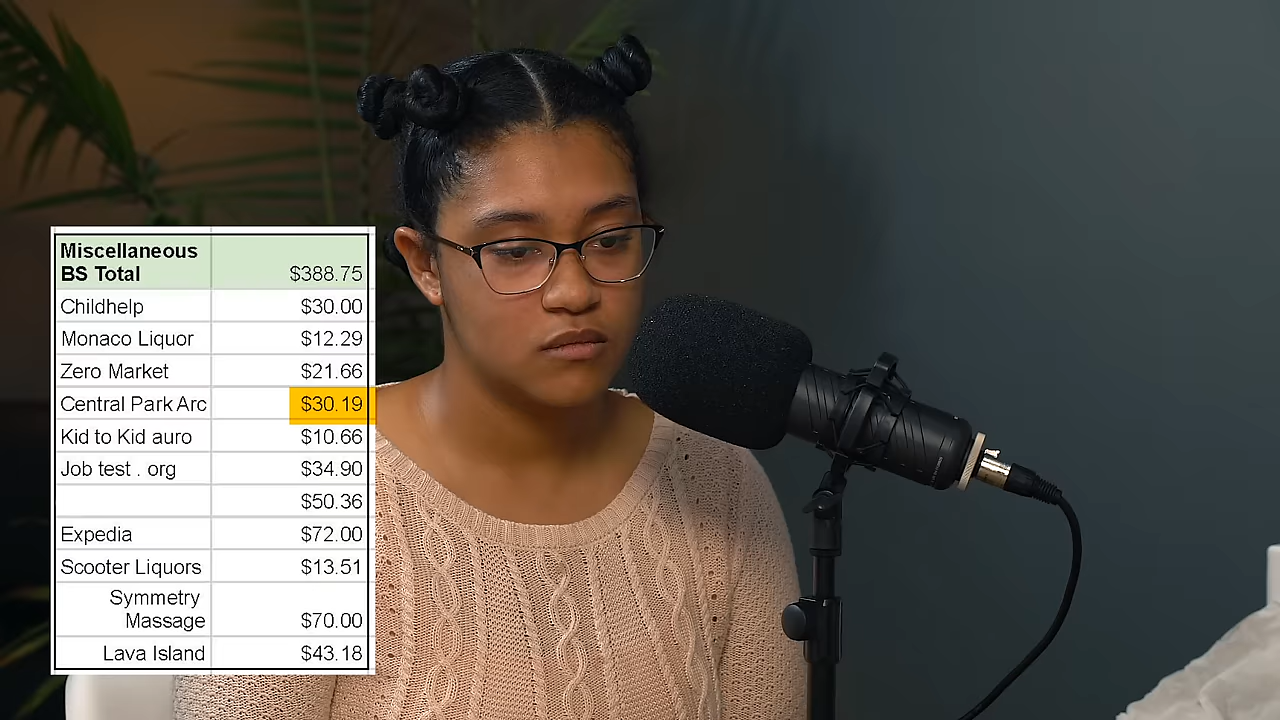 Miscellaneous
BS Total $388.75
Childhelp $30.00
Monaco Liquor $12.29
Zero Market $21.66
Central Park Arc $30.19
Kid to Kid auro $10.66
Job test . org $34.90
$50.36
Expedia $72.00
Scooter Liquors $13.51
Symmetry
Massage $70.00
Lava Island $43.18